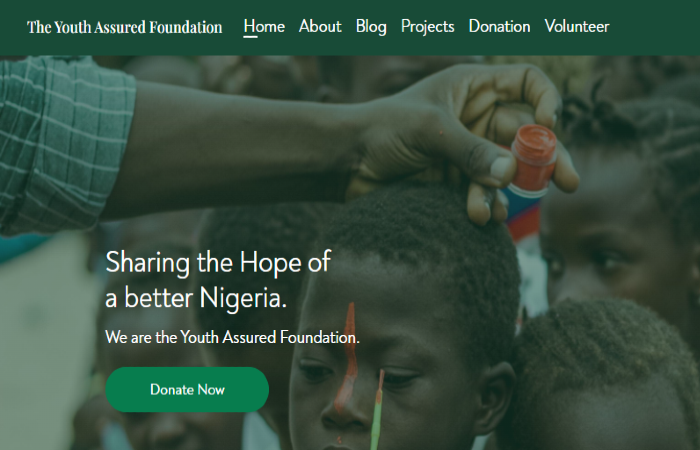 The Youth Assured Foundation Home About Blog Projects Donation Volunteer
Sharing the Hope of
a better Nigeria.
We are the Youth Assured Foundation.
Donate Now